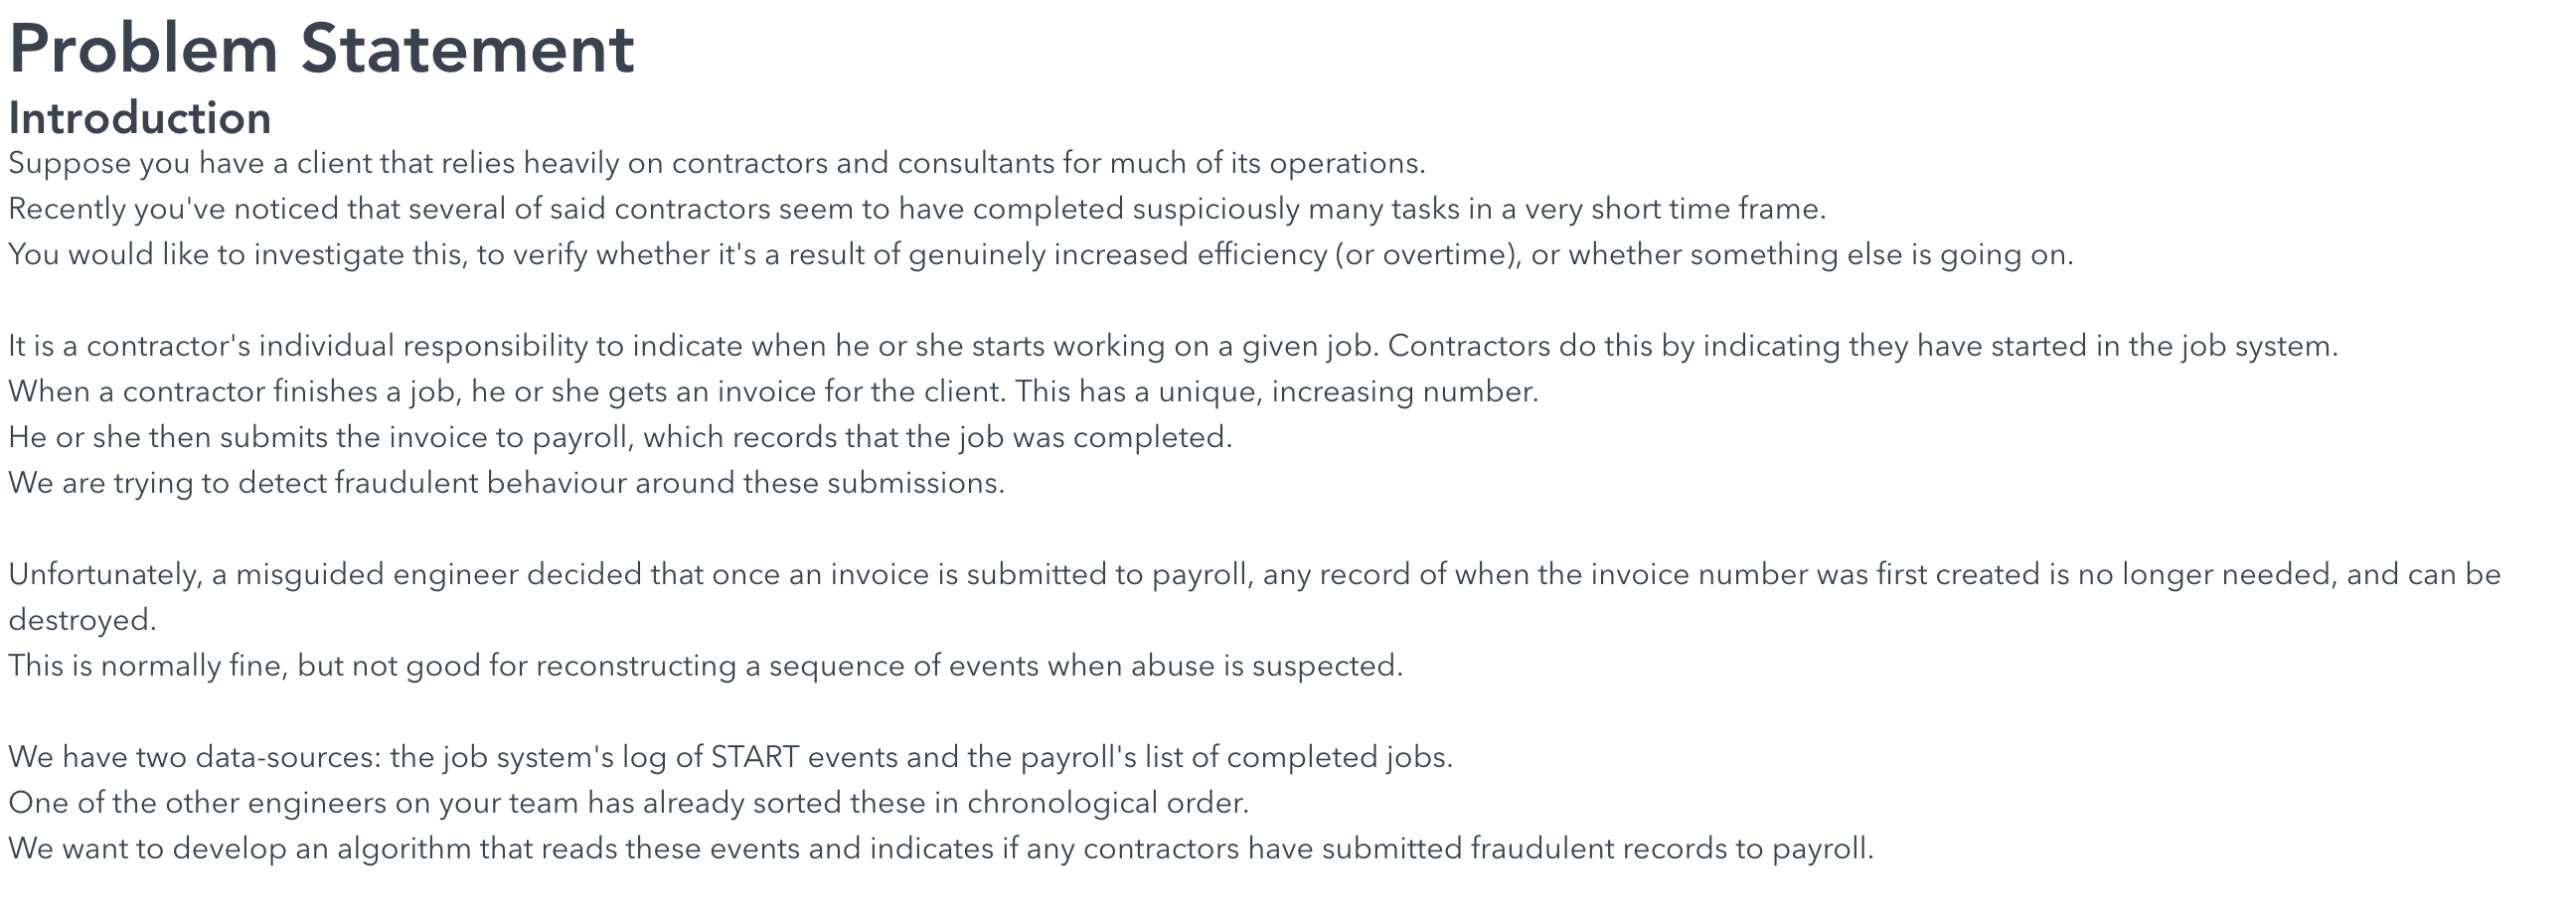 Problem Statement
Introduction
Suppose you have a client that relies heavily on contractors and consultants for much of its operations.
Recently you've noticed that several of said contractors seem to have completed suspiciously many tasks in a very short time frame.
You would like to investigate this, to verify whether it's a result of genuinely increased efficiency (or overtime), or whether something else is going on.
It is a contractor's individual responsibility to indicate when he or she starts working on a given job. Contractors do this by indicating they have started in the job system.
When a contractor finishes a job, he or she gets an invoice for the client. This has a unique, increasing number.
He or she then submits the invoice to payroll, which records that the job was completed.
We are trying to detect fraudulent behaviour around these submissions.
Unfortunately, a misguided engineer decided that once an invoice is submitted to payroll, any record of when the invoice number was first created is no longer needed, and can be
destroyed.
This is normally fine, but not good for reconstructing a sequence of events when abuse is suspected.
We have two data-sources: the job system's log of START events and the payroll's list of completed jobs.
One of the other engineers on your team has already sorted these in chronological order.
We want to develop an algorithm that reads these events and indicates if any contractors have submitted fraudulent records to payroll.